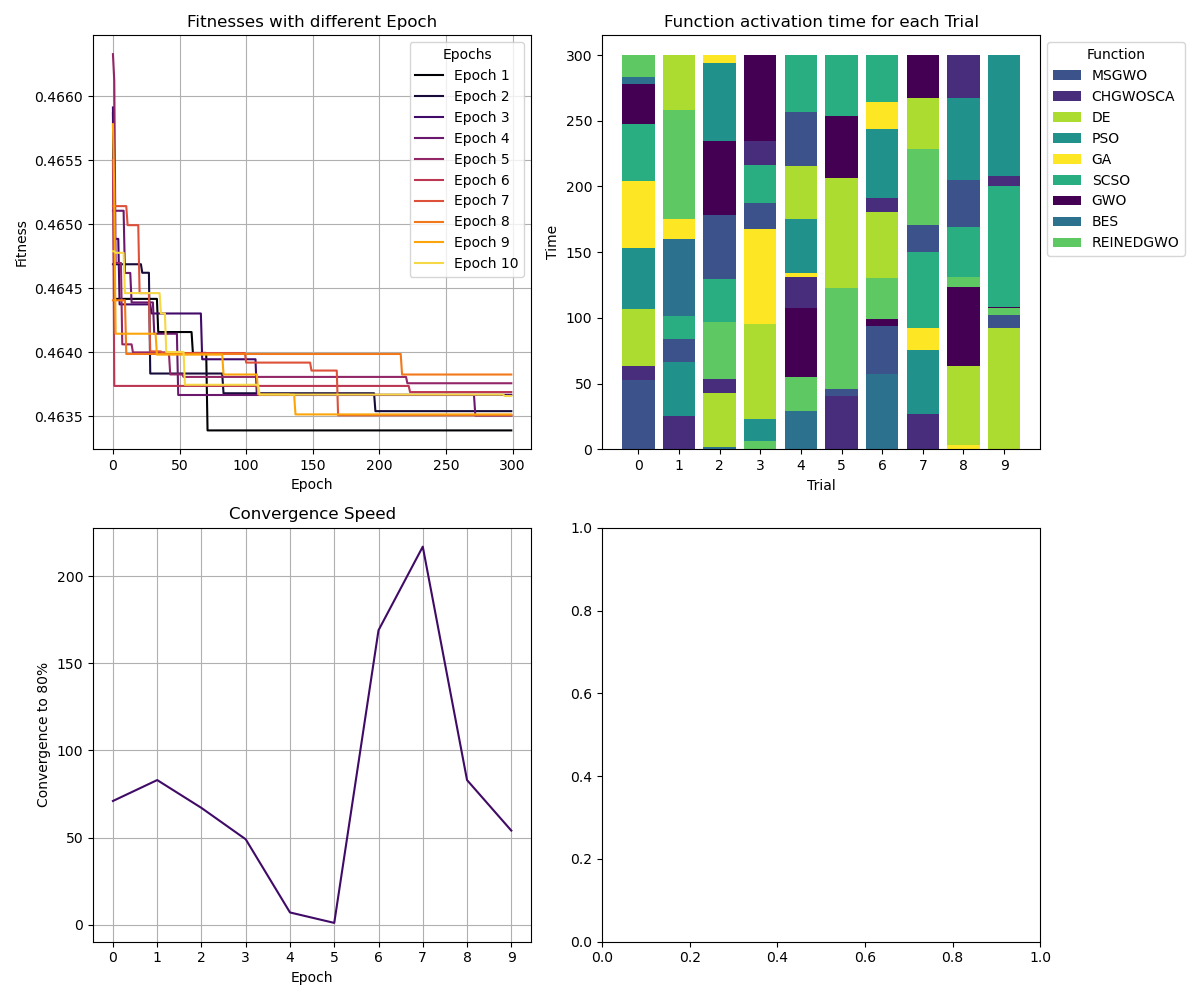 Fitnesses with different Epoch
Fitness
0.4660
0.4655
0.4650
0.4645
0.4640
0.4635
0 50 100 150 200 250 300
Epoch
Epochs
Epoch 1
Epoch 2
Epoch 3
Epoch 4
Epoch 5
Epoch 6
Epoch 7
Epoch 8
Epoch 9
Epoch 10
Function activation time for each Trial
Time
300
250
200
150
100
50
0
0 1 2 3 4 5 6 7 8 9
Trial
Function
MSGWO
CHGWOSCA
DE
PSO
GA
SCSO
GWO
BES
REINEDGWO
Convergence Speed
Convergence to 80%
200
150
100
50
0
0 1 2 3 4 5 6 7 8 9
Epoch
1.0
0.8
0.6
0.4
0.2
0.0
0.0 0.2 0.4 0.6 0.8 1.0